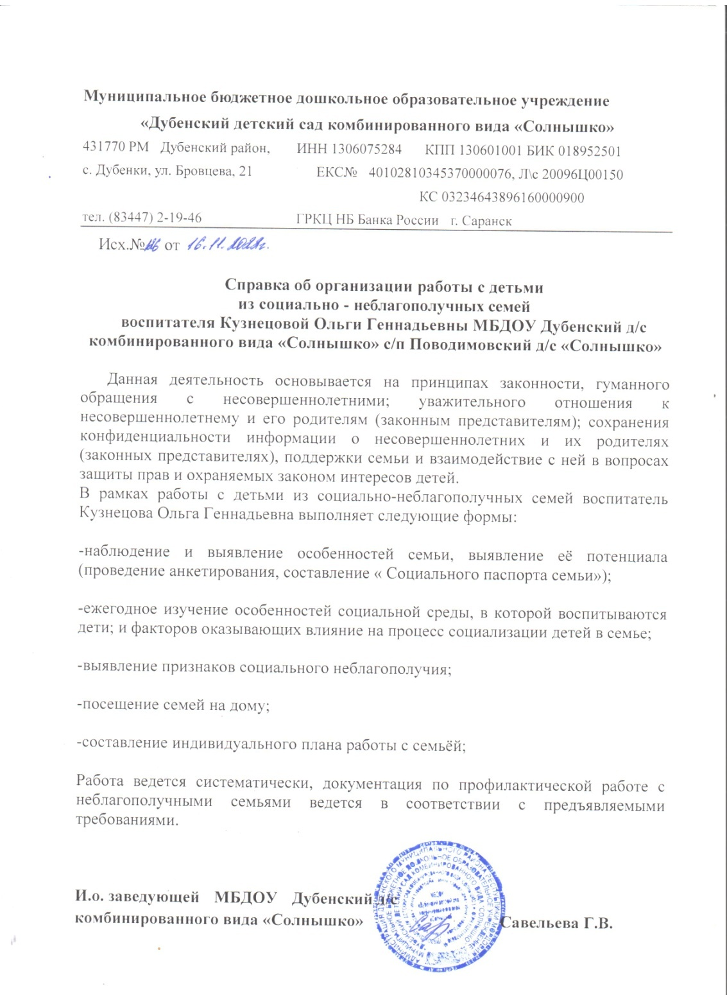 Муниципальное бюджетное дошкольное образовательное учреждение
«Дубенский детский сад комбинированного вида «Солнышко»
431770 РМ Дубенский район, ИНН 1306075284 КПП 130601001 БИК 018952501
с. Дубенки, ул. Бровцева, 21 ЕКС№ 40102810345370000076, Л\с 20096Ц00150
КС 03234643896160000900
тел. (83447) 2-19-46 ГРКЦ НБ Банка России г. Саранск
Исх.№ от 16.11.2022г.
Справка об организации работы с детьми
из социально - неблагополучных семей
воспитателя Кузнецовой Ольги Геннадьевны МБДОУ Дубенский д/с
комбинированного вида «Солнышко» с/п Поводимовский д/с «Солнышко»
Данная деятельность основывается на принципах законности, гуманного
обращения с несовершеннолетними; уважительного отношения к
несовершеннолетнему и его родителям (законным представителям); сохранения
конфиденциальности информации о несовершеннолетних и их родителях
(законных представителях), поддержки семьи и взаимодействие с ней в вопросах
защиты прав и охраняемых законом интересов детей.
В рамках работы с детьми из социально-неблагополучных семей воспитатель
Кузнецова Ольга Геннадьевна выполняет следующие формы:
-наблюдение и выявление особенностей семьи, выявление её потенциала
(проведение анкетирования, составление « Социального паспорта семьи»);
-ежегодное изучение особенностей социальной среды, в которой воспитываются
дети; и факторов оказывающих влияние на процесс социализации детей в семье;
-выявление признаков социального неблагополучия;
-посещение семей на дому;
-составление индивидуального плана работы с семьёй;
Работа ведется систематически, документация по профилактической работе с
неблагополучными семьями ведется в соответствии с предъявляемыми
требованиями.
И.о. заведующей МБДОУ Дубенский д/с
комбинированного вида «Солнышко» Савельева Г.В.